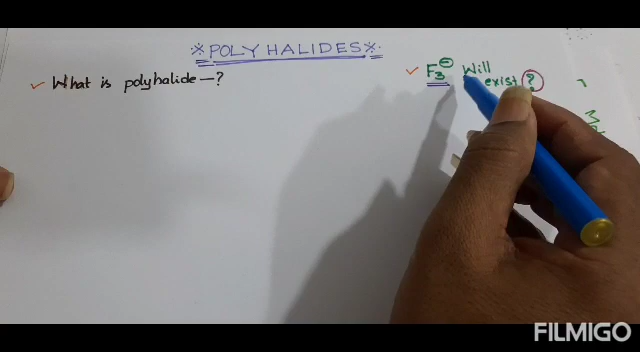 ※POLY HALIDES※
✓ What is polyhalide—?
✓ F₃⊖ Will
exist ?
FILMIGO